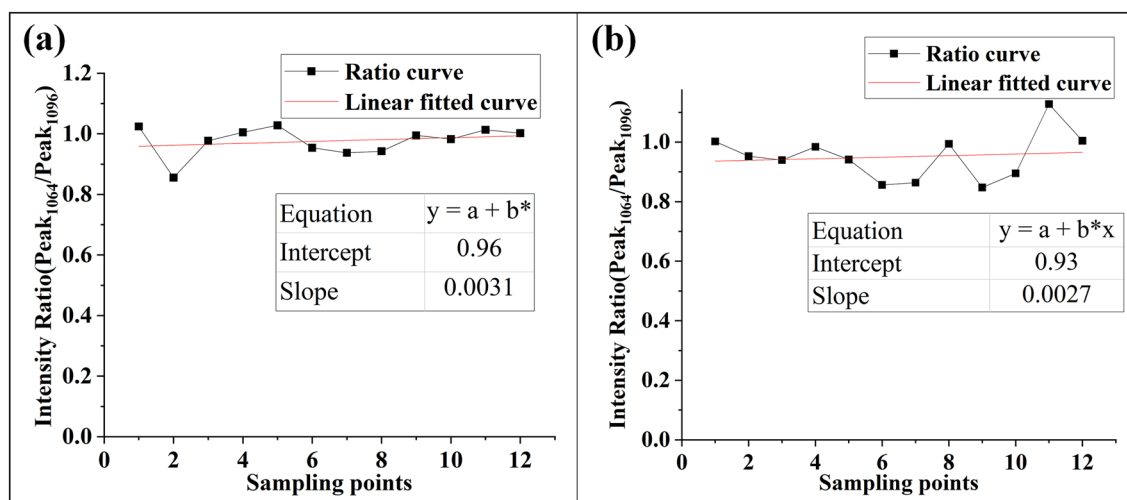 (a)
Ratio curve
Linear fitted curve
Intensity Ratio(Peak1064/Peak1096)
1.2
1.0
0.8
0.6
0.4
0.2
0.0
Equation y = a + b*
Intercept 0.96
Slope 0.0031
0 2 4 6 8 10 12
Sampling points
(b)
Ratio curve
Linear fitted curve
Intensity Ratio(Peak1064/Peak1096)
1.0
0.8
0.6
0.4
0.2
0.0
Equation y = a + b*x
Intercept 0.93
Slope 0.0027
0 2 4 6 8 10 12
Sampling points